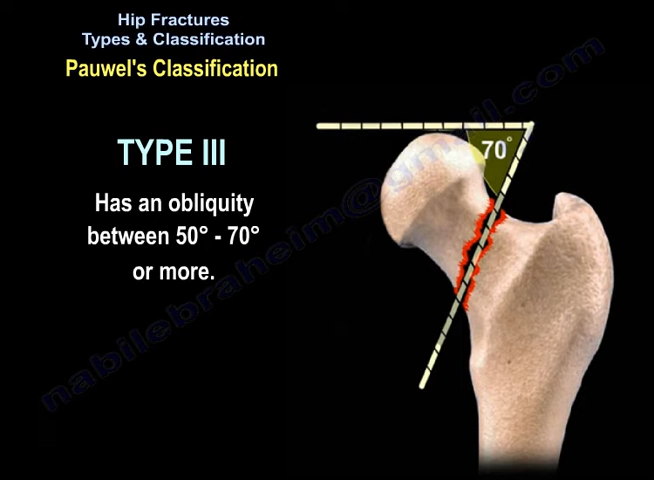 Hip Fractures
Types & Classification
Pauwel's Classification
TYPE III
Has an obliquity
between 50° - 70°
or more.
70°
nabilebraheim@gmail.com